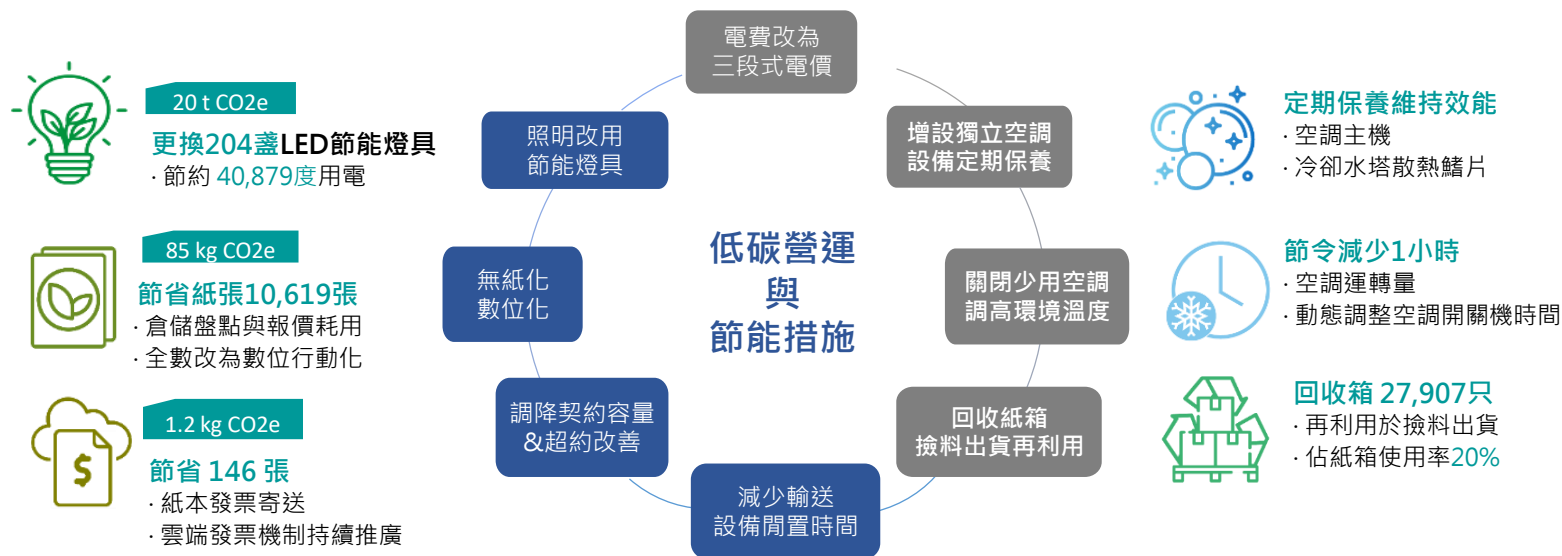 20 t CO2e
更換204盞LED節能燈具
· 節約 40,879度用電
85 kg CO2e
節省紙張10,619張
· 倉儲盤點與報價耗用
· 全數改為數位行動化
1.2 kg CO2e
$
節省 146 張
· 紙本發票寄送
· 雲端發票機制持續推廣
低碳營運
與
節能措施
電費改為
三段式電價
增設獨立空調
設備定期保養
關閉少用空調
調高環境溫度
回收紙箱
撿料出貨再利用
減少輸送
設備閒置時間
調降契約容量
&超約改善
無紙化
數位化
照明改用
節能燈具
定期保養維持效能
· 空調主機
· 冷卻水塔散熱鰭片
節令減少1小時
· 空調運轉量
· 動態調整空調開關機時間
回收箱 27,907只
· 再利用於撿料出貨
· 佔紙箱使用率20%